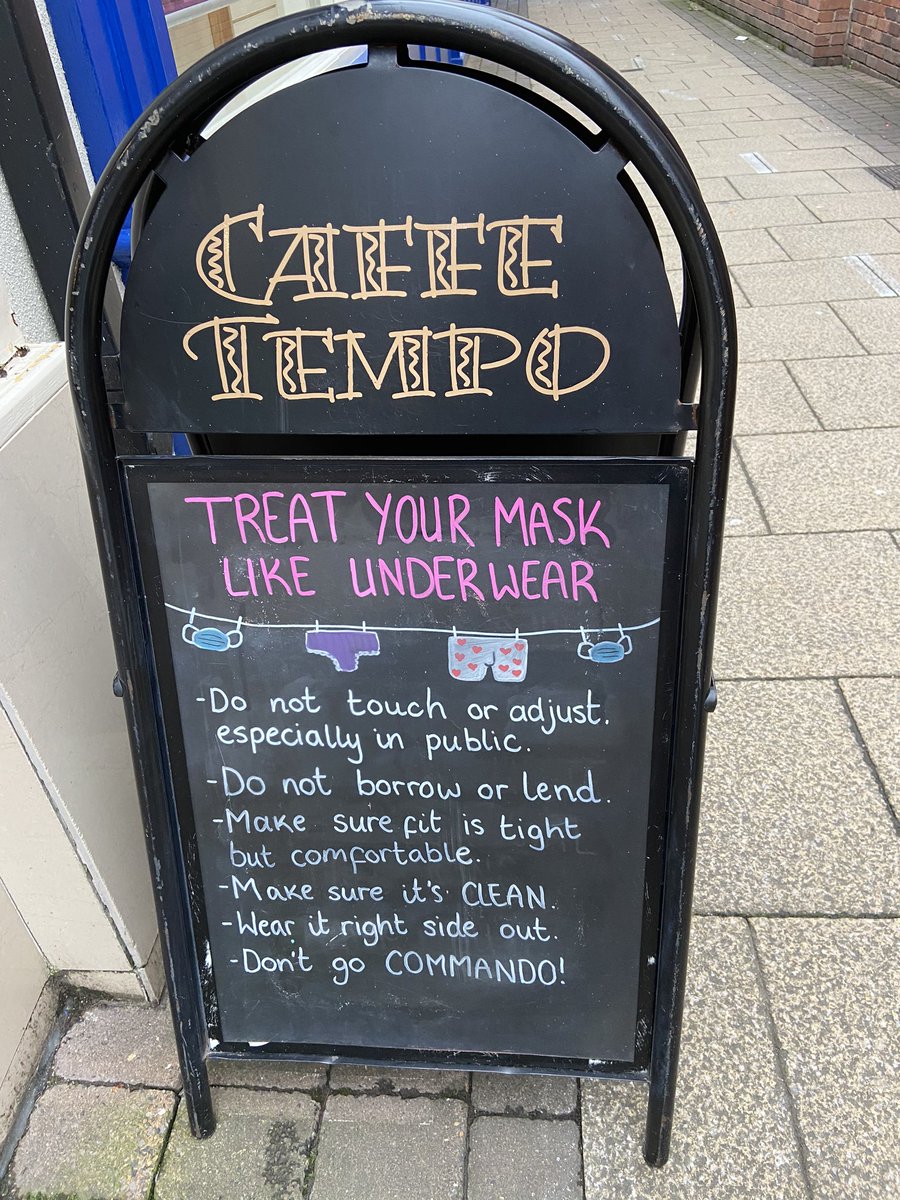 CAFFE
TEMPO
TREAT YOUR MASK
LIKE UNDERWEAR
-Do not touch or adjust.
especially in public.
-Do not borrow or lend.
-Make sure fit is tight
but comfortable.
-Make sure it's CLEAN.
-Wear it right side out.
-Don't go COMMANDO!